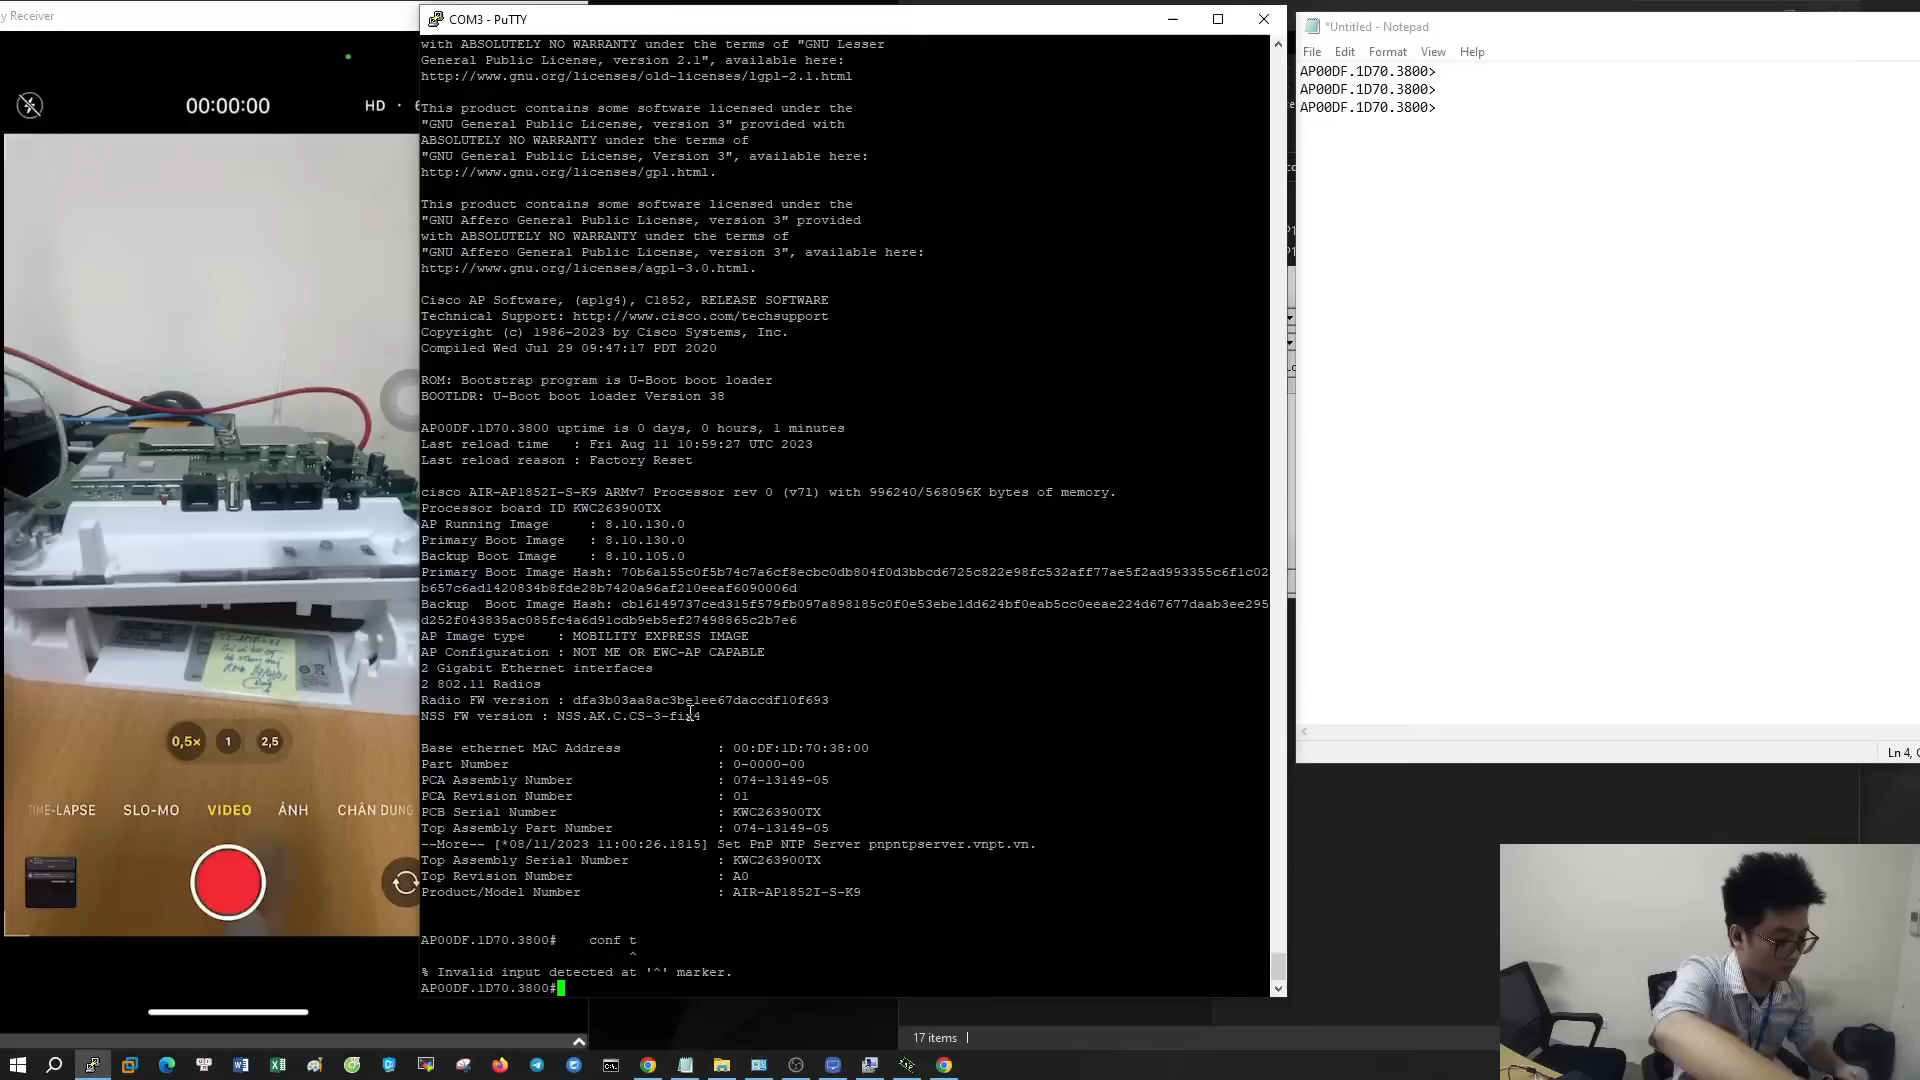 y Receiver
00:00:00
HD
0,5×
1
2,5
TIME-LAPSE
SLO-MO
VIDEO
ẢNH
CHÂN DUNG
COM3 - PuTTY
with ABSOLUTELY NO WARRANTY under the terms of "GNU Lesser
General Public License, version 2.1", available here:
http://www.gnu.org/licenses/old-licenses/lgpl-2.1.html
This product contains some software licensed under the
"GNU General Public License, version 3" provided with
ABSOLUTELY NO WARRANTY under the terms of
"GNU General Public License, Version 3", available here:
http://www.gnu.org/licenses/gpl.html.
This product contains some software licensed under the
"GNU Affero General Public License, version 3" provided
with ABSOLUTELY NO WARRANTY under the terms of
"GNU Affero General Public License, version 3", available here:
http://www.gnu.org/licenses/agpl-3.0.html.
Cisco AP Software, (ap1g4), C1852, RELEASE SOFTWARE
Technical Support: http://www.cisco.com/techsupport
Copyright (c) 1986-2023 by Cisco Systems, Inc.
Compiled Wed Jul 29 09:47:17 PDT 2020
ROM: Bootstrap program is U-Boot boot loader
BOOTLDR: U-Boot boot loader Version 38
AP00DF.1D70.3800 uptime is 0 days, 0 hours, 1 minutes
Last reload time   : Fri Aug 11 10:59:27 UTC 2023
Last reload reason : Factory Reset
cisco AIR-AP1852I-S-K9 ARMv7 Processor rev 0 (v7l) with 996240/568096K bytes of memory.
Processor board ID KWC263900TX
AP Running Image     : 8.10.130.0
Primary Boot Image   : 8.10.130.0
Backup Boot Image    : 8.10.105.0
Primary Boot Image Hash: 70b6a155c0f5b74c7a6cf8ecbc0db804f0d3bbcd6725c822e98fc532aff77ae5f2ad993355c6f1c02
b657c6ad1420834b8fde28b7420a96af210eeaf6090006d
Backup  Boot Image Hash: cb16149737ced315f579fb097a898185c0f0e53ebe1dd624bf0eab5cc0eeae224d67677daab3ee295
d252f043835ac085fc4a6d91cdb9eb5ef27498865c2b7e6
AP Image type    : MOBILITY EXPRESS IMAGE
AP Configuration : NOT ME OR EWC-AP CAPABLE
2 Gigabit Ethernet interfaces
2 802.11 Radios
Radio FW version : dfa3b03aa8ac3be1ee67daccdf10f693
NSS FW version : NSS.AK.C.CS-3-fix4
Base ethernet MAC Address            : 00:DF:1D:70:38:00
Part Number                          : 0-0000-00
PCA Assembly Number                  : 074-13149-05
PCA Revision Number                  : 01
PCB Serial Number                    : KWC263900TX
Top Assembly Part Number             : 074-13149-05
--More-- [*08/11/2023 11:00:26.1815] Set PnP NTP Server pnpntpserver.vnpt.vn.
Top Assembly Serial Number           : KWC263900TX
Top Revision Number                  : A0
Product/Model Number                 : AIR-AP1852I-S-K9
AP00DF.1D70.3800#    conf t
^
% Invalid input detected at '^' marker.
AP00DF.1D70.3800#
*Untitled - Notepad
File Edit Format View Help
AP00DF.1D70.3800>
AP00DF.1D70.3800>
AP00DF.1D70.3800>
Ln 4,
17 items